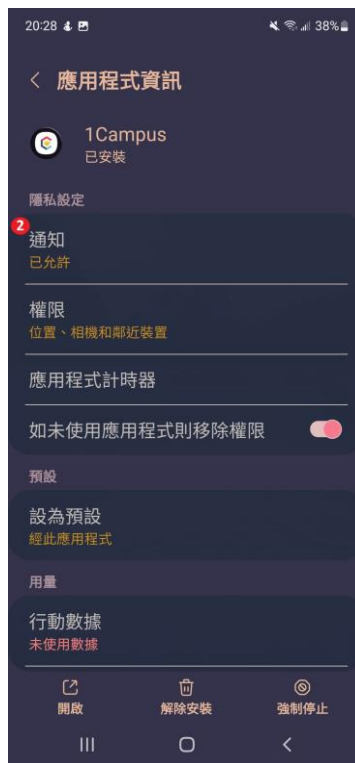 20:28 38%
應用程式資訊
1Campus
已安裝
隱私設定
2
通知
已允許
權限
位置、相機和鄰近裝置
應用程式計時器
如未使用應用程式則移除權限
預設
設為預設
經此應用程式
用量
行動數據
未使用數據
開啟 解除安裝 強制停止